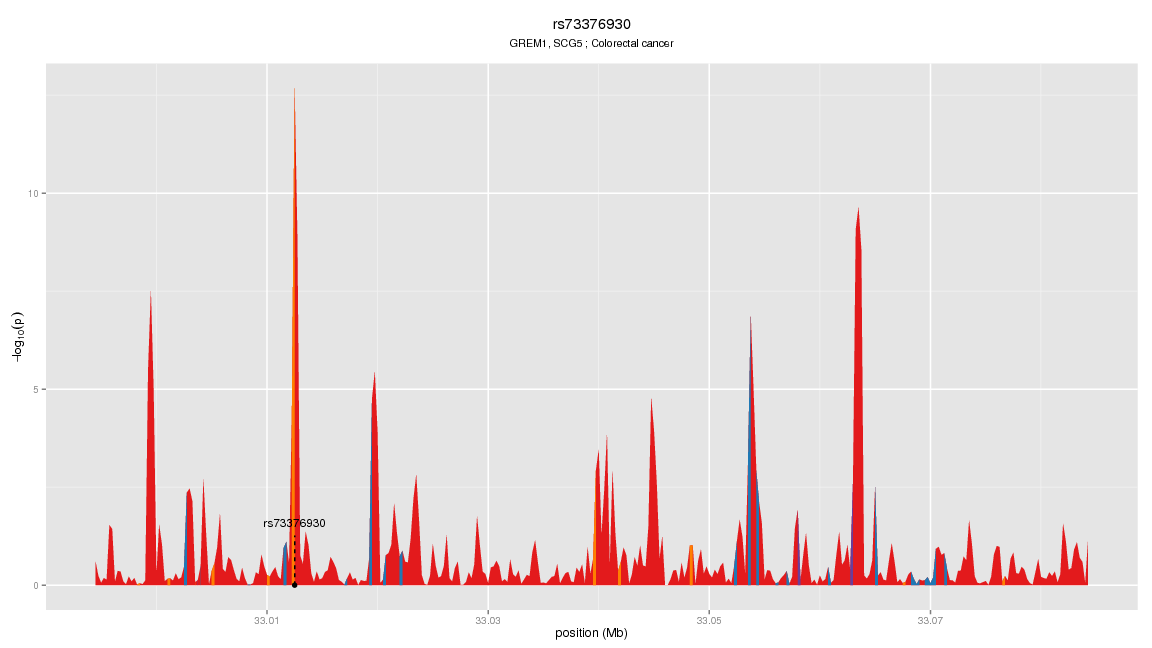 rs73376930
GREM1, SCG5 ; Colorectal cancer
−log10(p)
10
5
0
rs73376930
33.01 33.03 33.05 33.07
position (Mb)